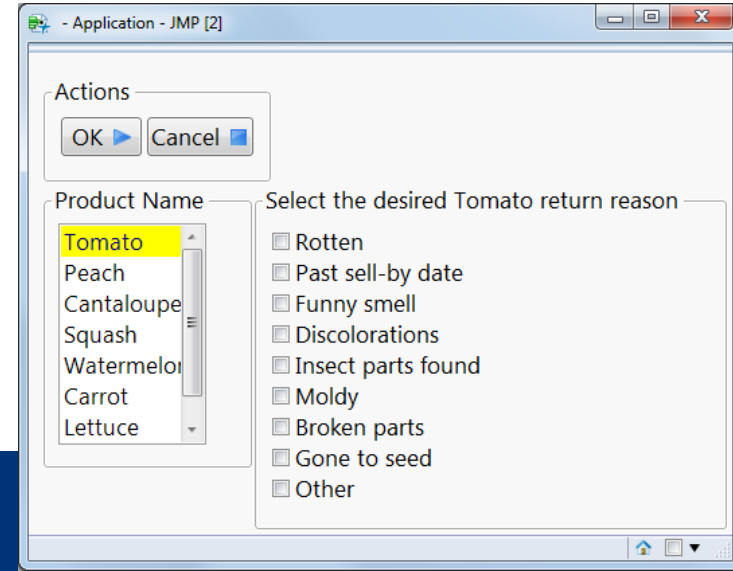 - Application - JMP [2]
Actions
OK
Cancel
Product Name
Tomato
Peach
Cantaloupe
Squash
Watermelon
Carrot
Lettuce
Select the desired Tomato return reason
Rotten
Past sell-by date
Funny smell
Discolorations
Insect parts found
Moldy
Broken parts
Gone to seed
Other